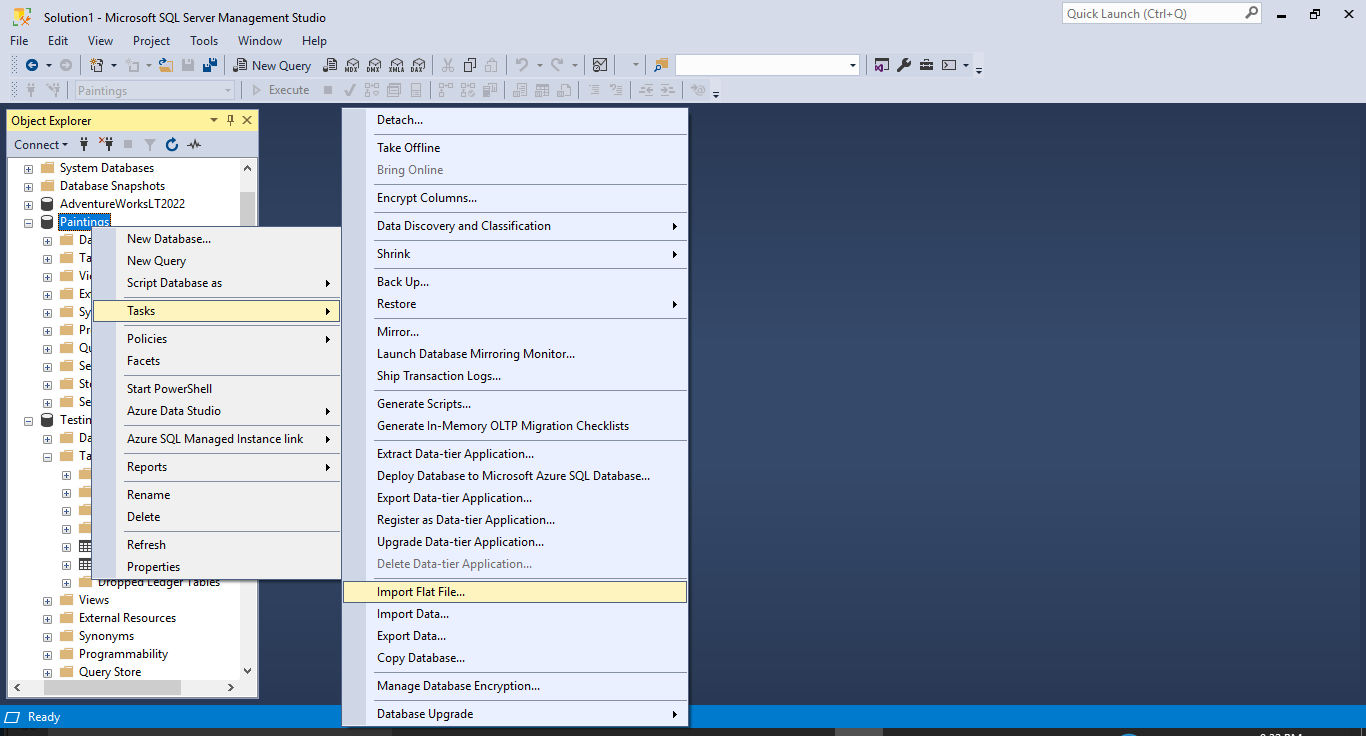 Solution1 - Microsoft SQL Server Management Studio
Quick Launch (Ctrl+Q)
File Edit View Project Tools Window Help
New Query MDX DMX XMLA DAX
Paintings Execute
Object Explorer
Connect
System Databases
Database Snapshots
AdventureWorksLT2022
Paintings
Da
Ta
Vie
Ext
Sy
Pr
Qu
Se
Sto
Se
Testin
Da
Ta
Dropped Ledger Tables
Views
External Resources
Synonyms
Programmability
Query Store
New Database...
New Query
Script Database as
Tasks
Policies
Facets
Start PowerShell
Azure Data Studio
Azure SQL Managed Instance link
Reports
Rename
Delete
Refresh
Properties
Detach...
Take Offline
Bring Online
Encrypt Columns...
Data Discovery and Classification
Shrink
Back Up...
Restore
Mirror...
Launch Database Mirroring Monitor...
Ship Transaction Logs...
Generate Scripts...
Generate In-Memory OLTP Migration Checklists
Extract Data-tier Application...
Deploy Database to Microsoft Azure SQL Database...
Export Data-tier Application...
Register as Data-tier Application...
Upgrade Data-tier Application...
Delete Data-tier Application...
Import Flat File...
Import Data...
Export Data...
Copy Database...
Manage Database Encryption...
Database Upgrade
Ready